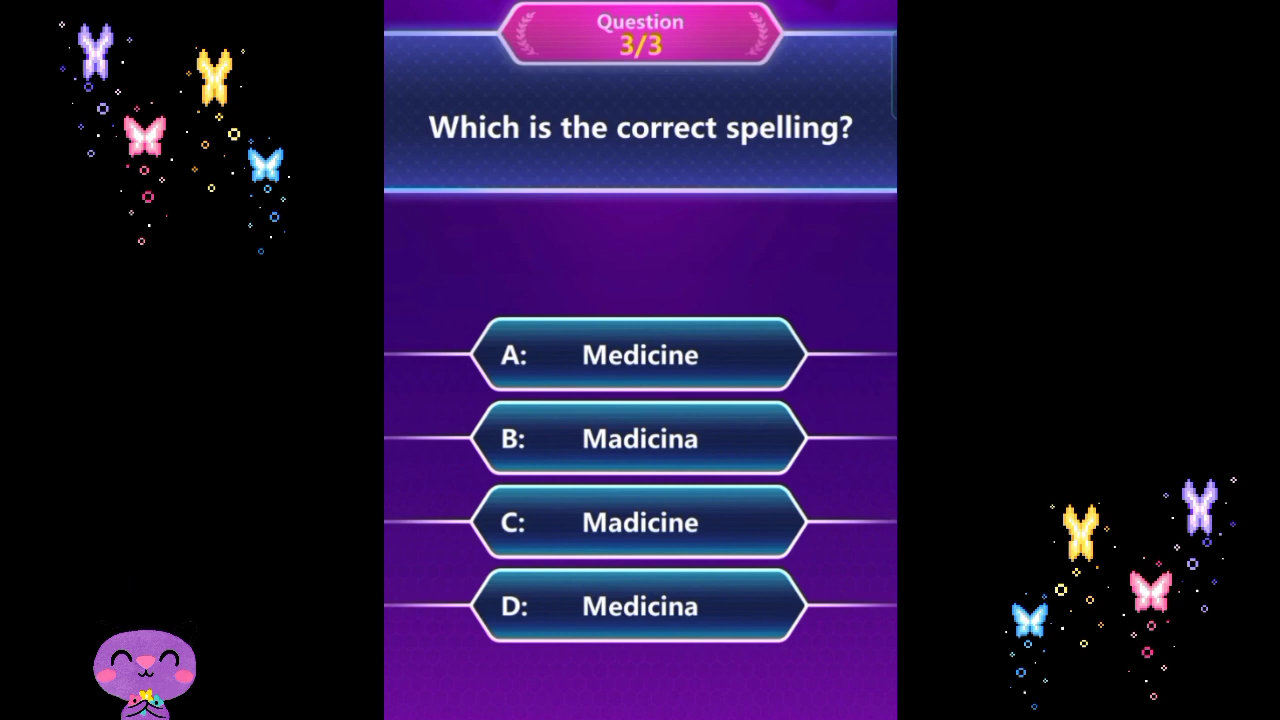 Question
3/3
Which is the correct spelling?
A: Medicine
B: Madicina
C: Madicine
D: Medicina